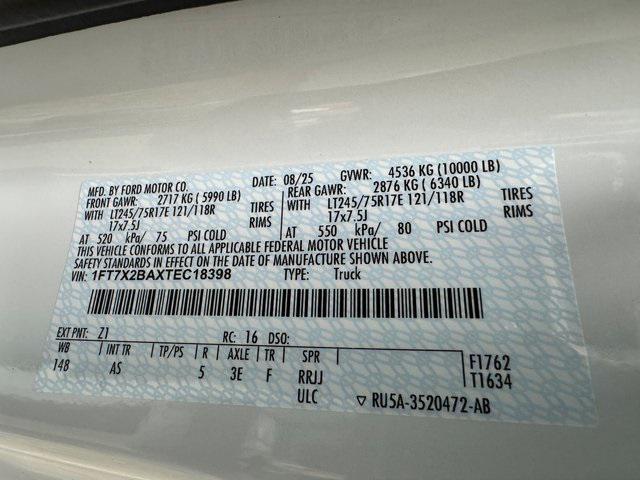 MFD. BY FORD MOTOR CO. DATE: 08/25 GVWR: 4536 KG (10000 LB)
FRONT GAWR: 2717 KG ( 5990 LB) REAR GAWR: 2876 KG ( 6340 LB)
WITH LT245/75R17E 121/118R TIRES WITH LT245/75R17E 121/118R TIRES
17x7.5J RIMS 17x7.5J RIMS
AT 520 kPa/ 75 PSI COLD AT 550 kPa/ 80 PSI COLD
THIS VEHICLE CONFORMS TO ALL APPLICABLE FEDERAL MOTOR VEHICLE
SAFETY STANDARDS IN EFFECT ON THE DATE OF MANUFACTURE SHOWN ABOVE
VIN: 1FT7X2BAXTEC18398 TYPE: Truck
EXT PNT: Z1 RC: 16 DSO:
WB INT TR TP/PS R AXLE TR SPR F1762
148 AS 5 3E F RRJJ T1634
ULC ▽ RU5A-3520472-AB